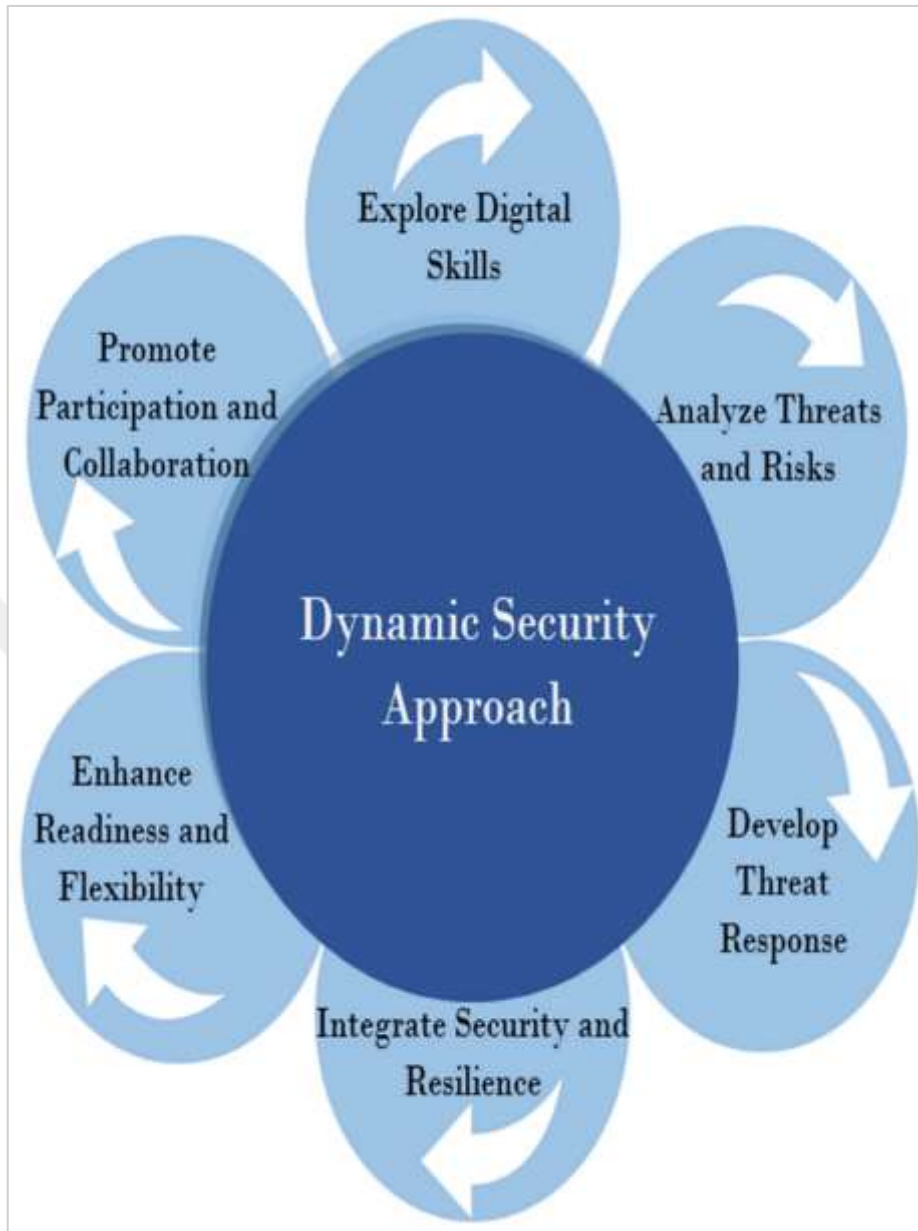 Explore Digital
Skills
Analyze Threats
and Risks
Develop
Threat
Response
Integrate Security and
Resilience
Enhance
Readiness and
Flexibility
Promote
Participation and
Collaboration
Dynamic Security
Approach